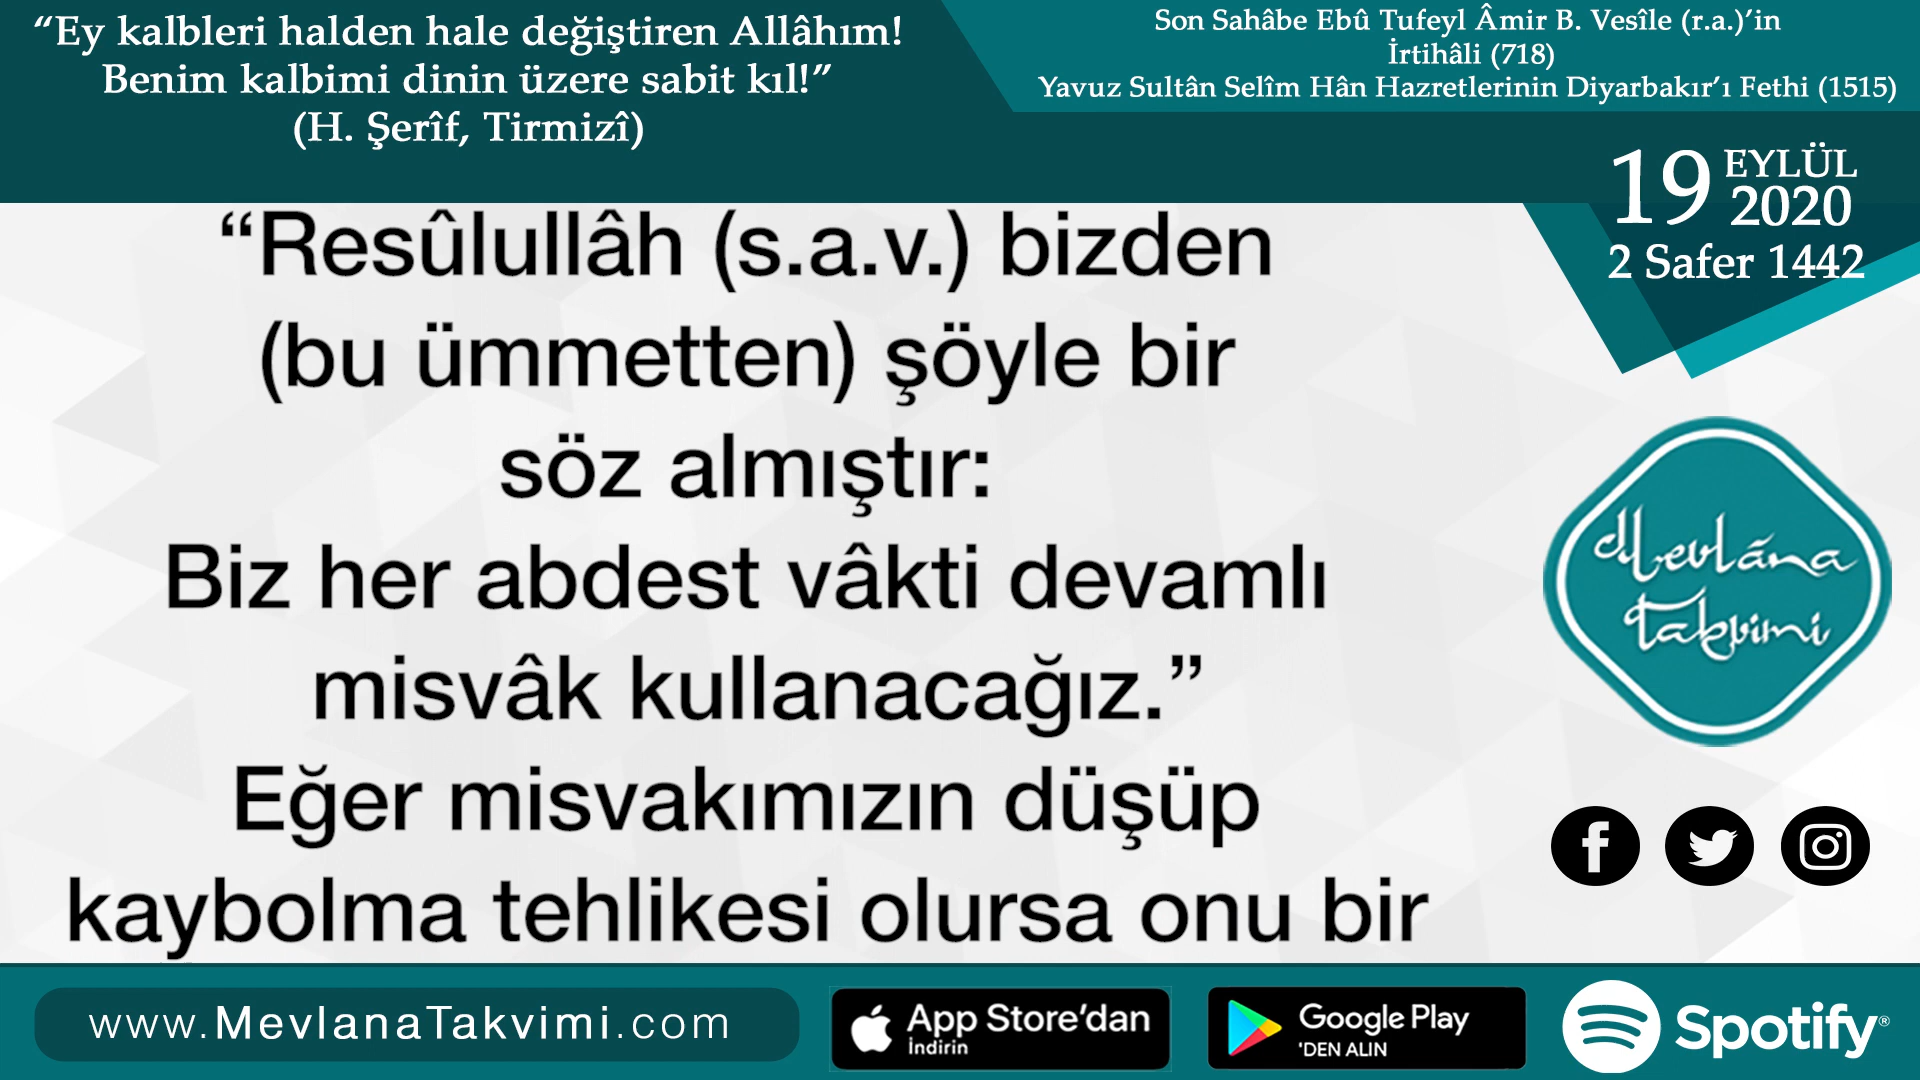 “Ey kalbleri halden hale değiştiren Allâhım!
Benim kalbimi dinin üzere sabit kıl!”
(H. Şerîf, Tirmizî)
Son Sahâbe Ebû Tufeyl Âmir B. Vesîle (r.a.)’in
İrtihâli (718)
Yavuz Sultân Selîm Hân Hazretlerinin Diyarbakır’ı Fethi (1515)
19 EYLÜL
2020
2 Safer 1442
“Resûlullâh (s.a.v.) bizden
(bu ümmetten) şöyle bir
söz almıştır:
Biz her abdest vâkti devamlı
misvâk kullanacağız.”
Eğer misvakımızın düşüp
kaybolma tehlikesi olursa onu bir
Mevlâna
Takvimi
www.MevlanaTakvimi.com
App Store’dan
İndirin
Google Play
'DEN ALIN
Spotify®